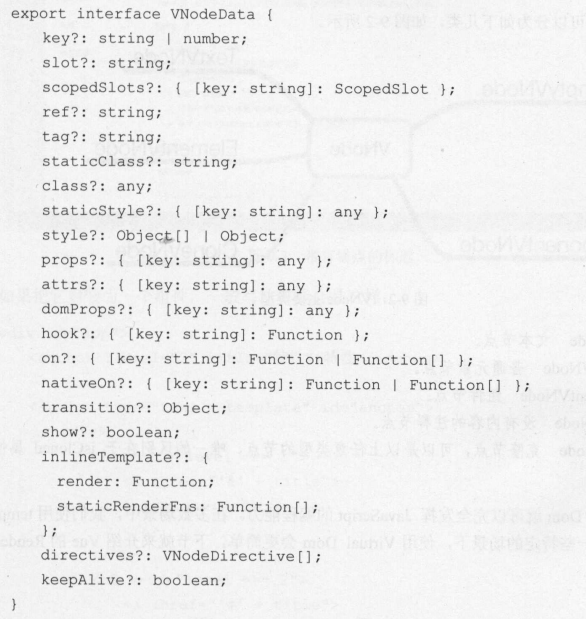 export interface VNodeData {
key?: string | number;
slot?: string;
scopedSlots?: { [key: string]: ScopedSlot };
ref?: string;
tag?: string;
staticClass?: string;
class?: any;
staticStyle?: { [key: string]: any };
style?: Object[] | Object;
props?: { [key: string]: any };
attrs?: { [key: string]: any };
domProps?: { [key: string]: any };
hook?: { [key: string]: Function };
on?: { [key: string]: Function | Function[] };
nativeOn?: { [key: string]: Function | Function[] };
transition?: Object;
show?: boolean;
inlineTemplate?: {
render: Function;
staticRenderFns: Function[];
};
directives?: VNodeDirective[];
keepAlive?: boolean;
}